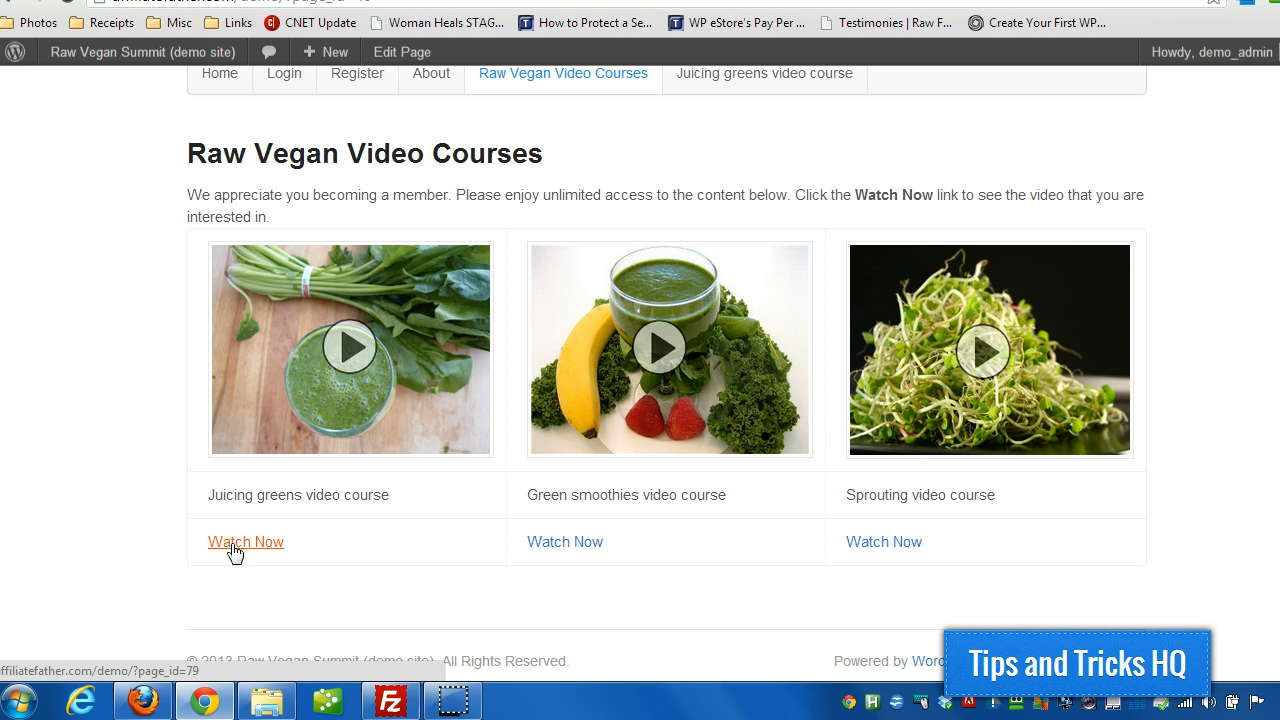 Photos Receipts Misc Links CNET Update Woman Heals STAG... How to Protect a Se... WP eStore's Pay Per ... Testimonies | Raw F... Create Your First WP...
Raw Vegan Summit (demo site) New Edit Page Howdy, demo_admin
Home Login Register About Raw Vegan Video Courses Juicing greens video course
Raw Vegan Video Courses
We appreciate you becoming a member. Please enjoy unlimited access to the content below. Click the Watch Now link to see the video that you are
interested in.
Juicing greens video course Green smoothies video course Sprouting video course
Watch Now Watch Now Watch Now
© 2013 Raw Vegan Summit (demo site). All Rights Reserved. Powered by
ffiliatefather.com/demo/?page_id=79
Tips and Tricks HQ